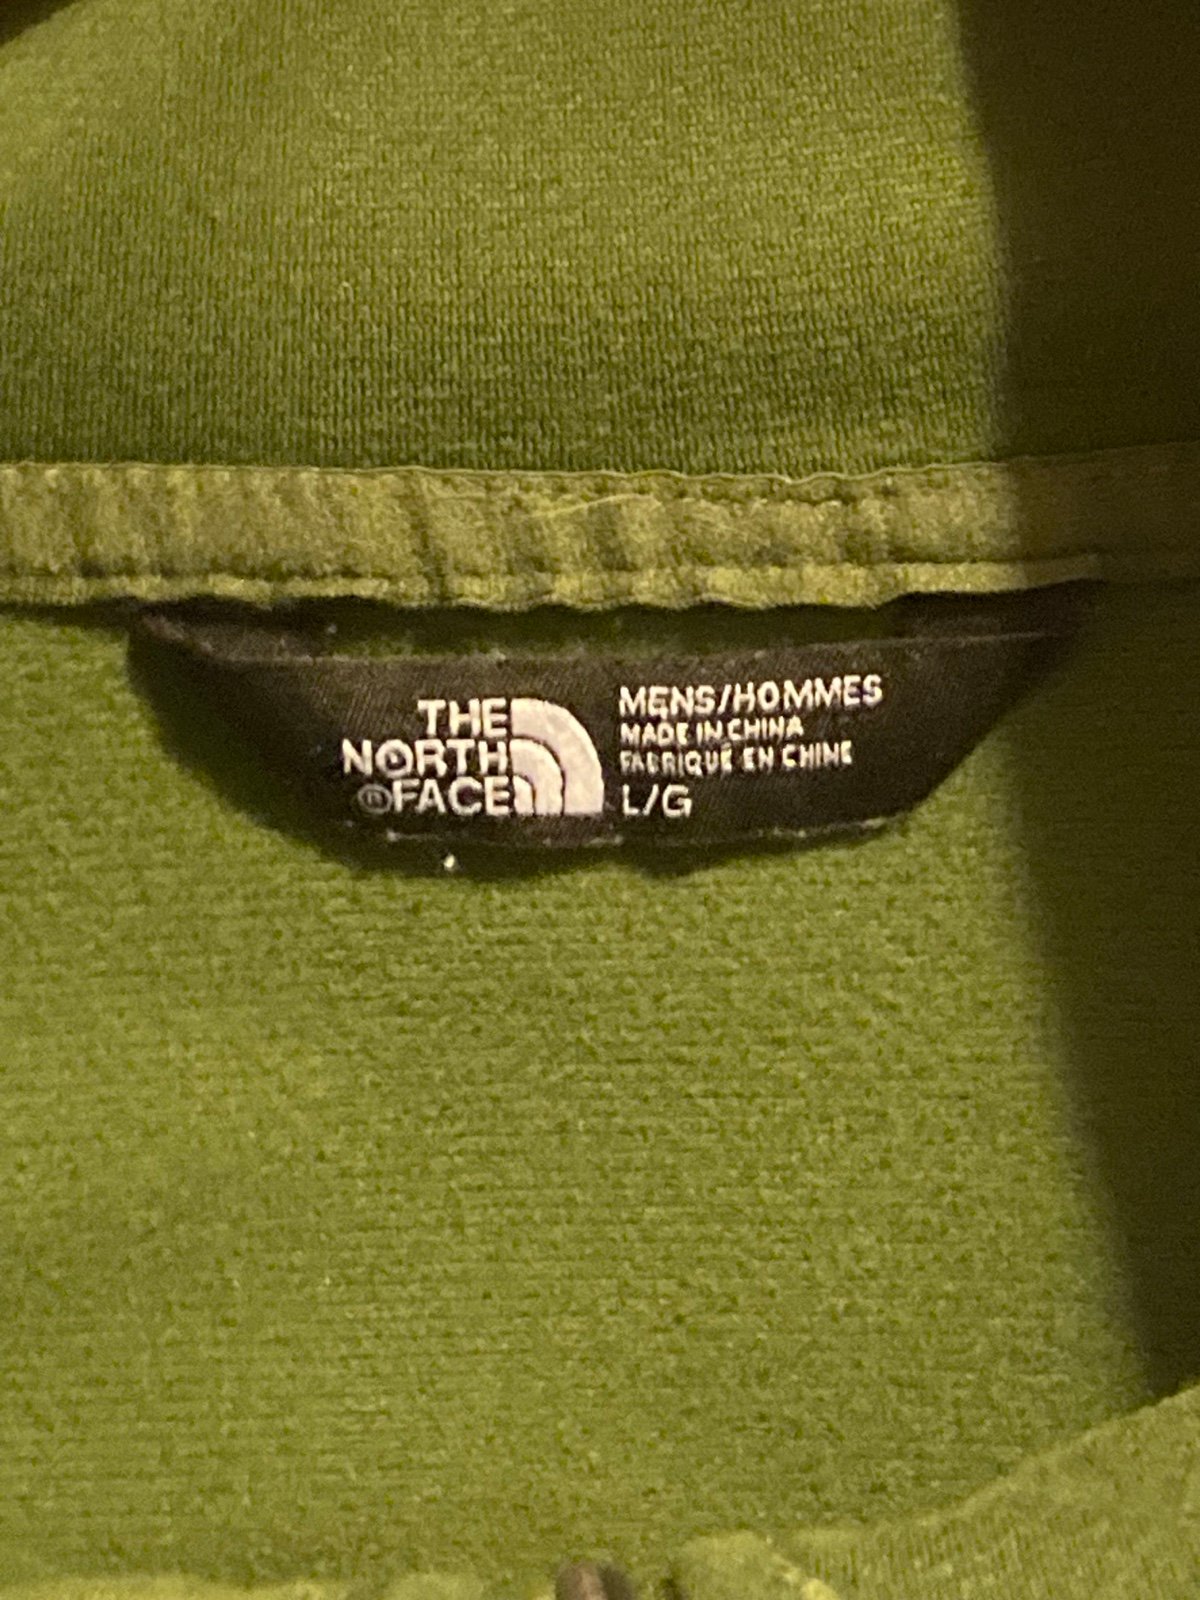 THE
NORTH
®FACE
MENS/HOMMES
MADE IN CHINA
FABRIQUÉ EN CHINE
L/G